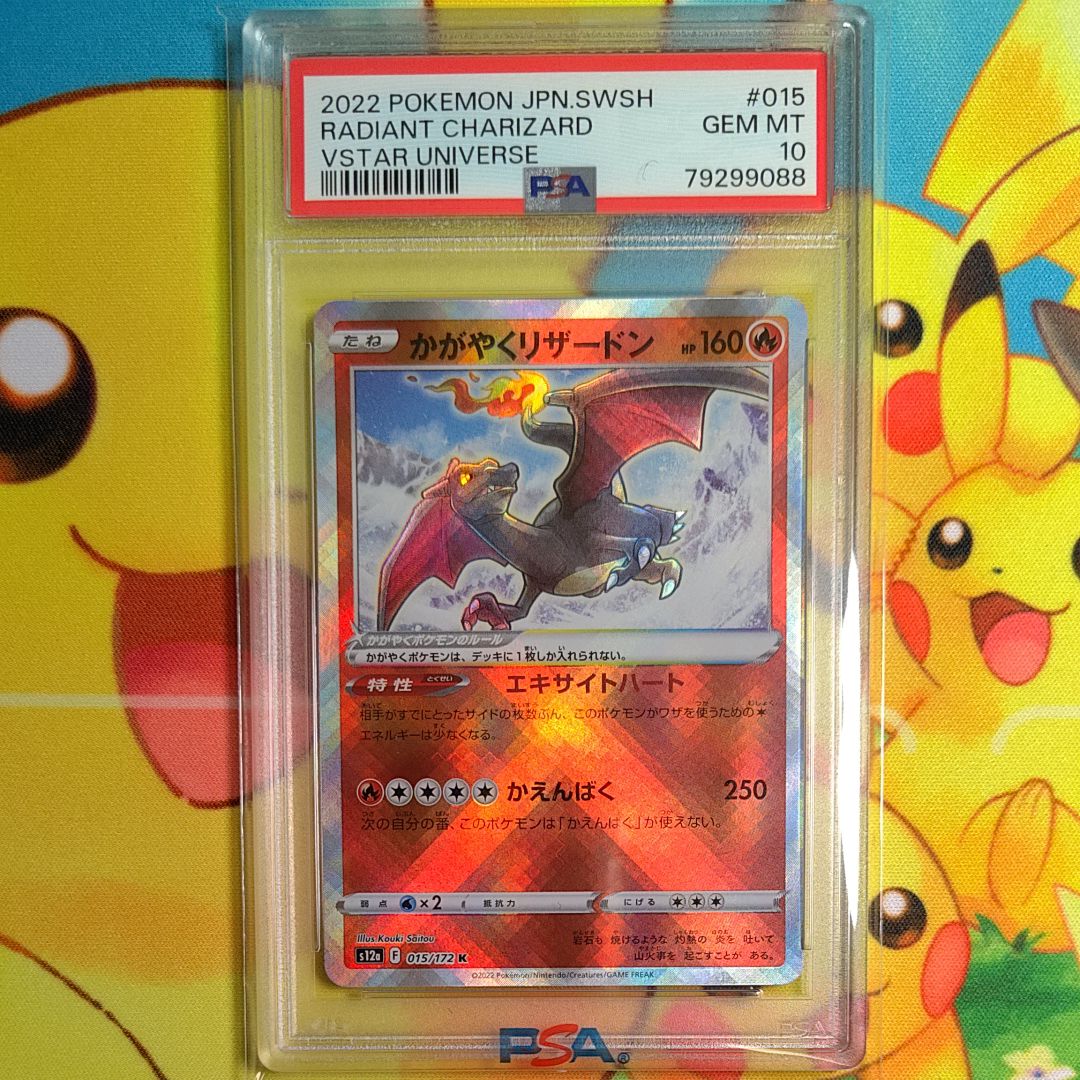 2022 POKEMON JPN.SWSH #015
RADIANT CHARIZARD GEM MT
VSTAR UNIVERSE 10
79299088
PSA
たね かがやくリザードン HP 160
かがやくポケモンのルール
かがやくポケモンは、デッキに1枚しか入れられない。
特性 とくせい エキサイトハート
相手がすでにとったサイドの枚数ぶん、このポケモンがワザを使うための
エネルギーは少なくなる。
かえんばく 250
次の自分の番、このポケモンは「かえんばく」が使えない。
弱点 ×2 抵抗力 にげる
Illus. Kouki Saitou
岩石も 焼けるような 灼熱の 炎を 吐いて
山火事を 起こすことが ある。
s12a F 015/172 K
©2022 Pokémon/Nintendo/Creatures/GAME FREAK
PSA
PSA®